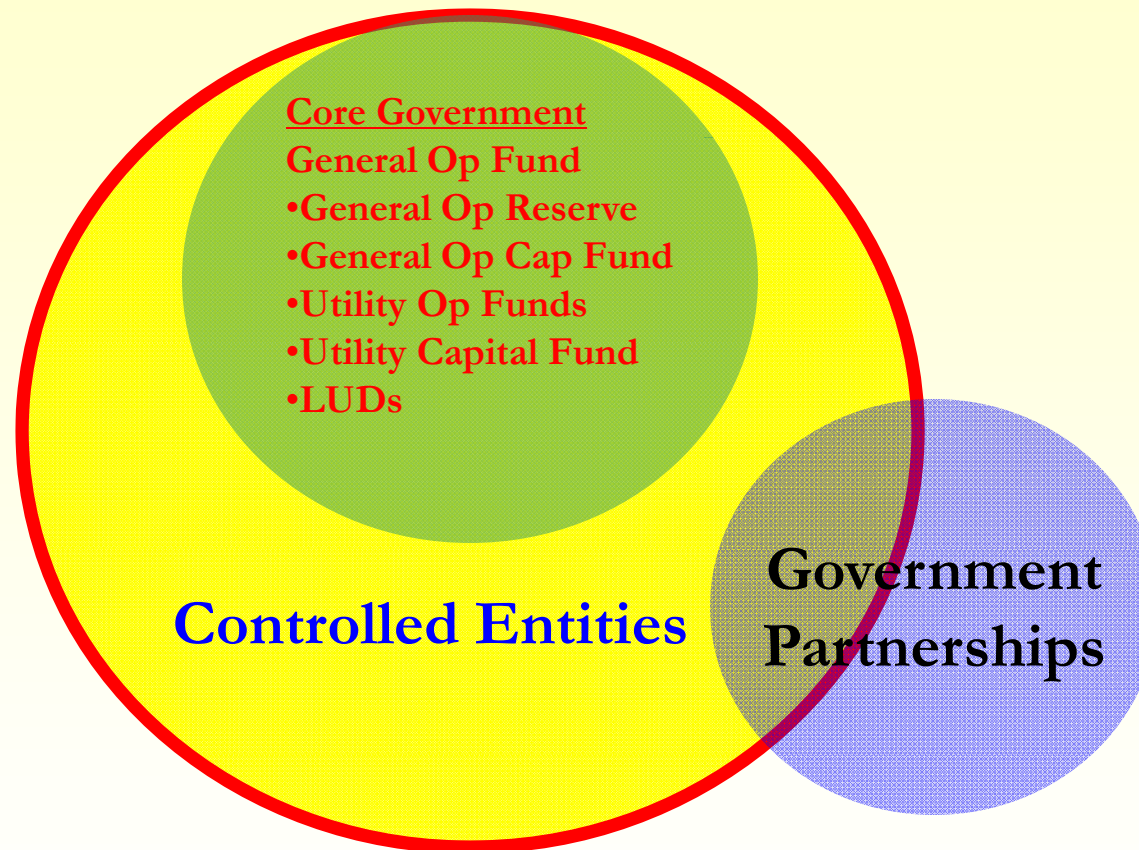 Core Government
General Op Fund
•General Op Reserve
•General Op Cap Fund
•Utility Op Funds
•Utility Capital Fund
•LUDs
Controlled Entities
Government
Partnerships